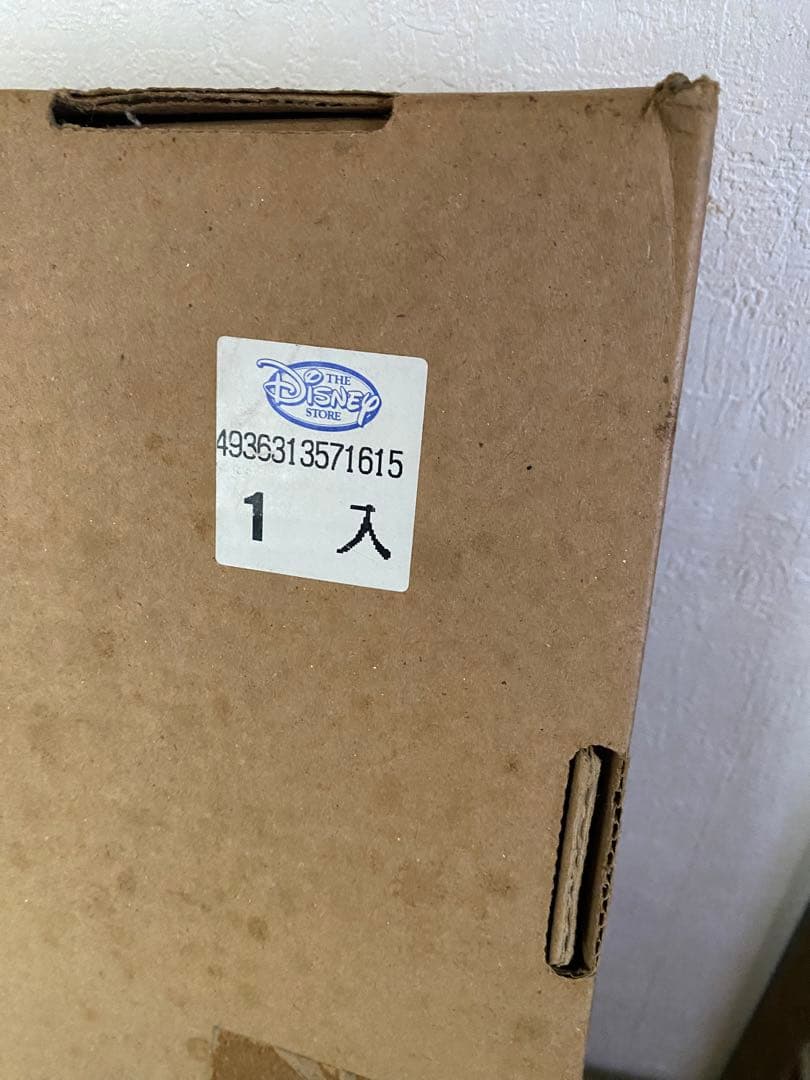 THE
Disney
STORE
4936313571615
1 入